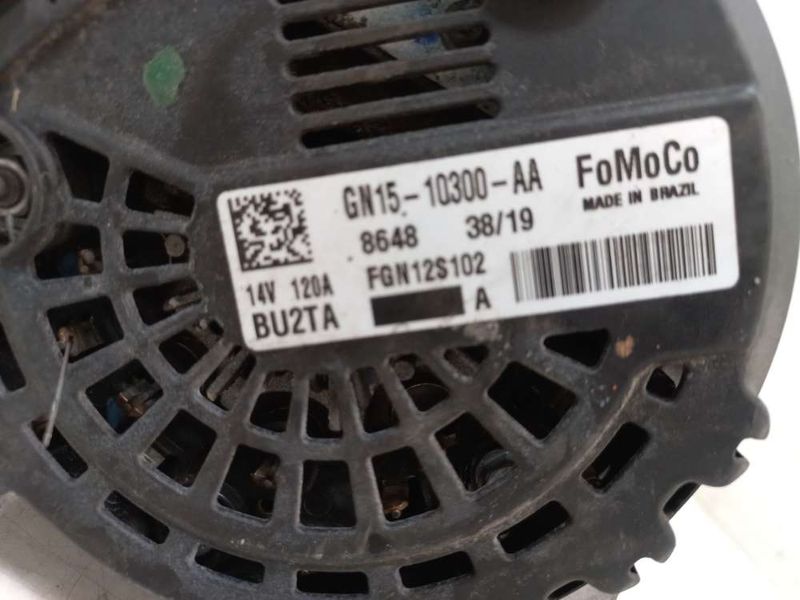 GN15-10300-AA FoMoCo
MADE IN BRAZIL
8648 38/19
14V 120A FGN12S102
BU2TA A